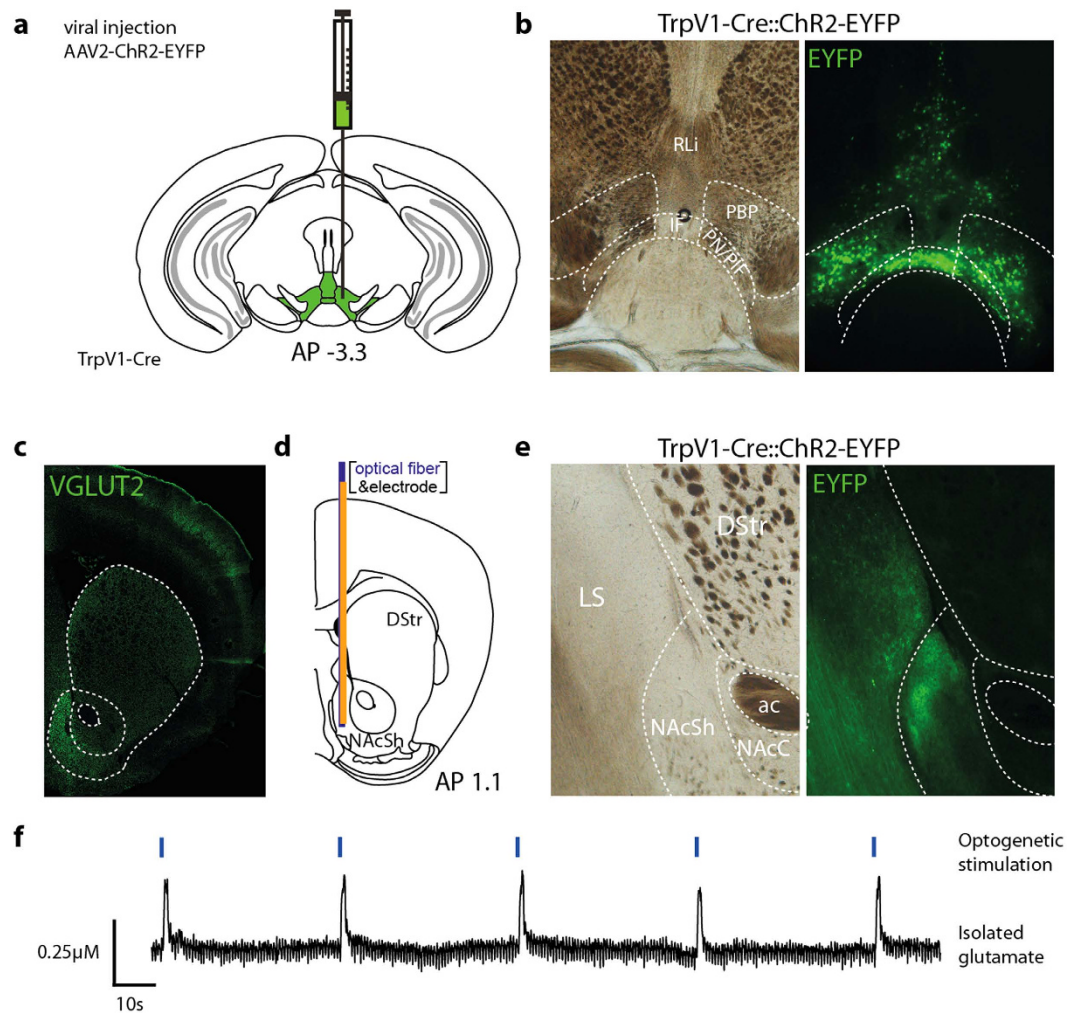 a
viral injection
AAV2-ChR2-EYFP
TrpV1-Cre
AP -3.3
b
TrpV1-Cre::ChR2-EYFP
RLi
PBP
IF
PN/PIF
EYFP
c
VGLUT2
d
optical fiber
&electrode
DStr
NAcSh
AP 1.1
e
TrpV1-Cre::ChR2-EYFP
DStr
LS
ac
NAcSh
NAcC
EYFP
f
Optogenetic
stimulation
0.25µM
Isolated
glutamate
10s